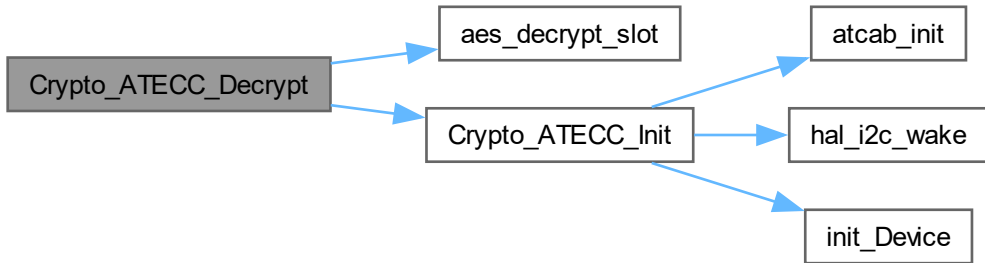 Crypto_ATECC_Decrypt
aes_decrypt_slot
Crypto_ATECC_Init
atcab_init
hal_i2c_wake
init_Device